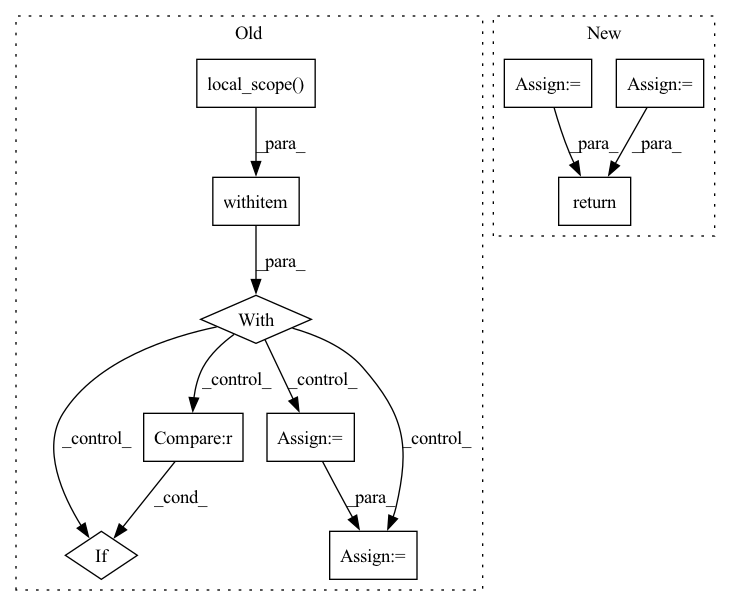 Old
New
local_scope()
Assign:=
Assign:=
_para_
_para_
_para_
withitem
return
_para_
With
_control_
_control_
_control_
_control_
Compare:r
Assign:=
_cond_
_para_
If
Assign:=